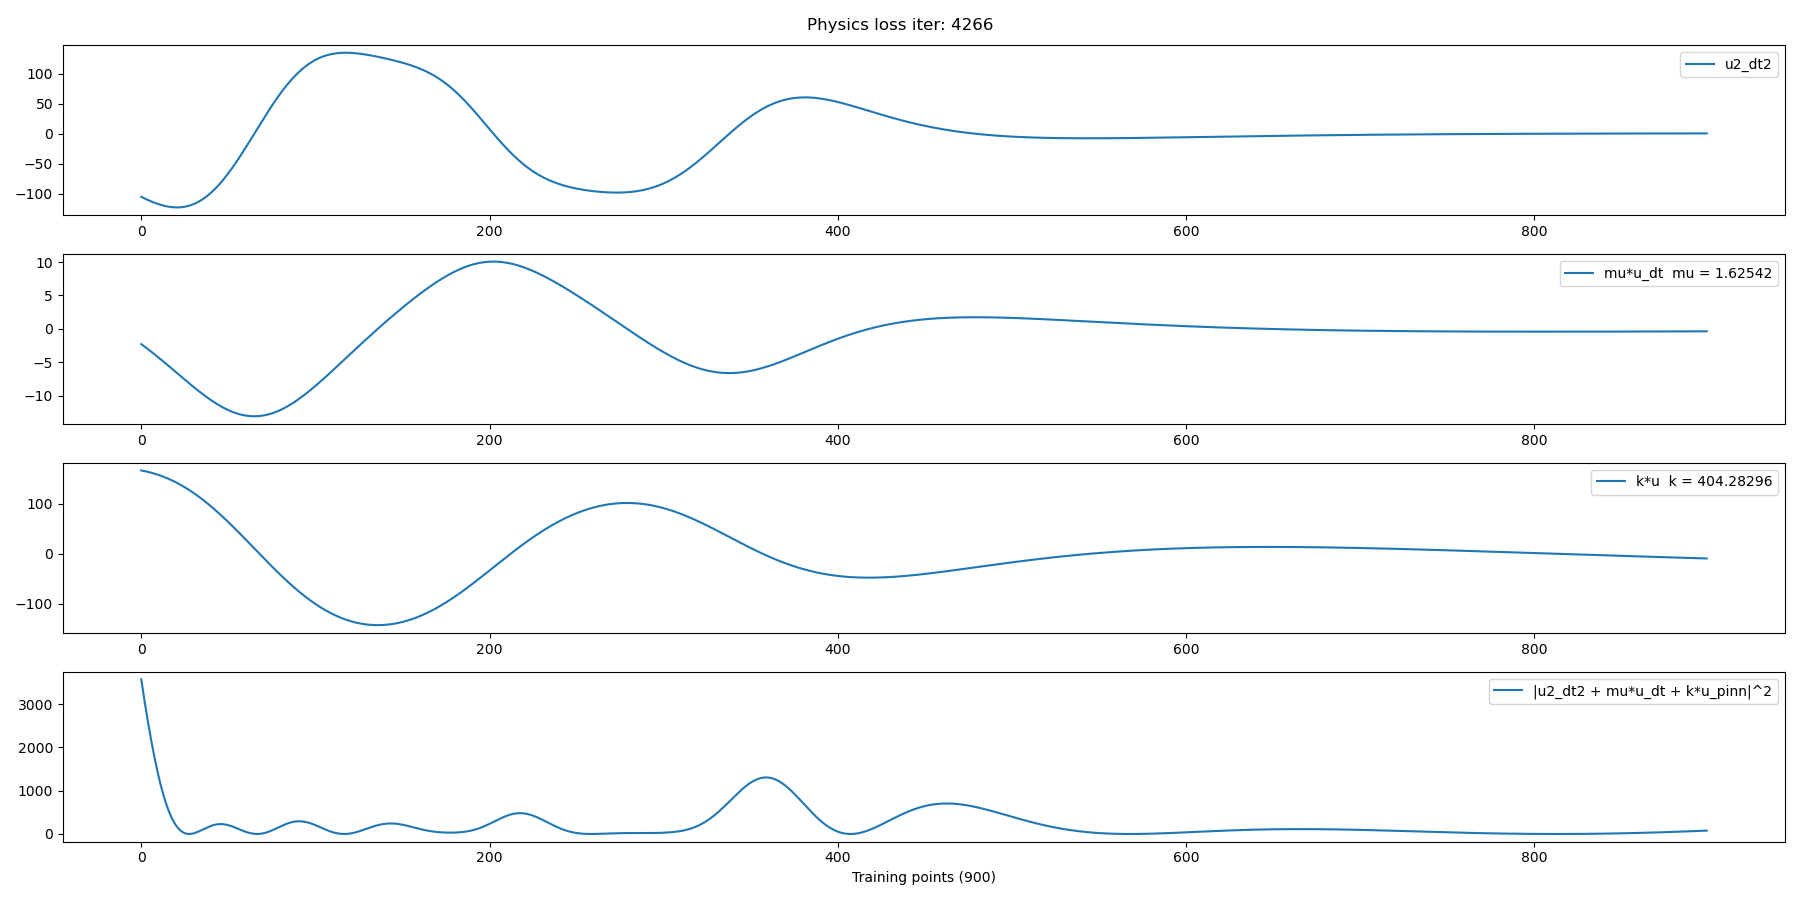 Physics loss iter: 4266
u2_dt2
100
50
0
−50
−100
0 200 400 600 800
mu*u_dt  mu = 1.62542
10
5
0
−5
−10
0 200 400 600 800
k*u  k = 404.28296
100
0
−100
0 200 400 600 800
|u2_dt2 + mu*u_dt + k*u_pinn|^2
3000
2000
1000
0
0 200 400 600 800
Training points (900)